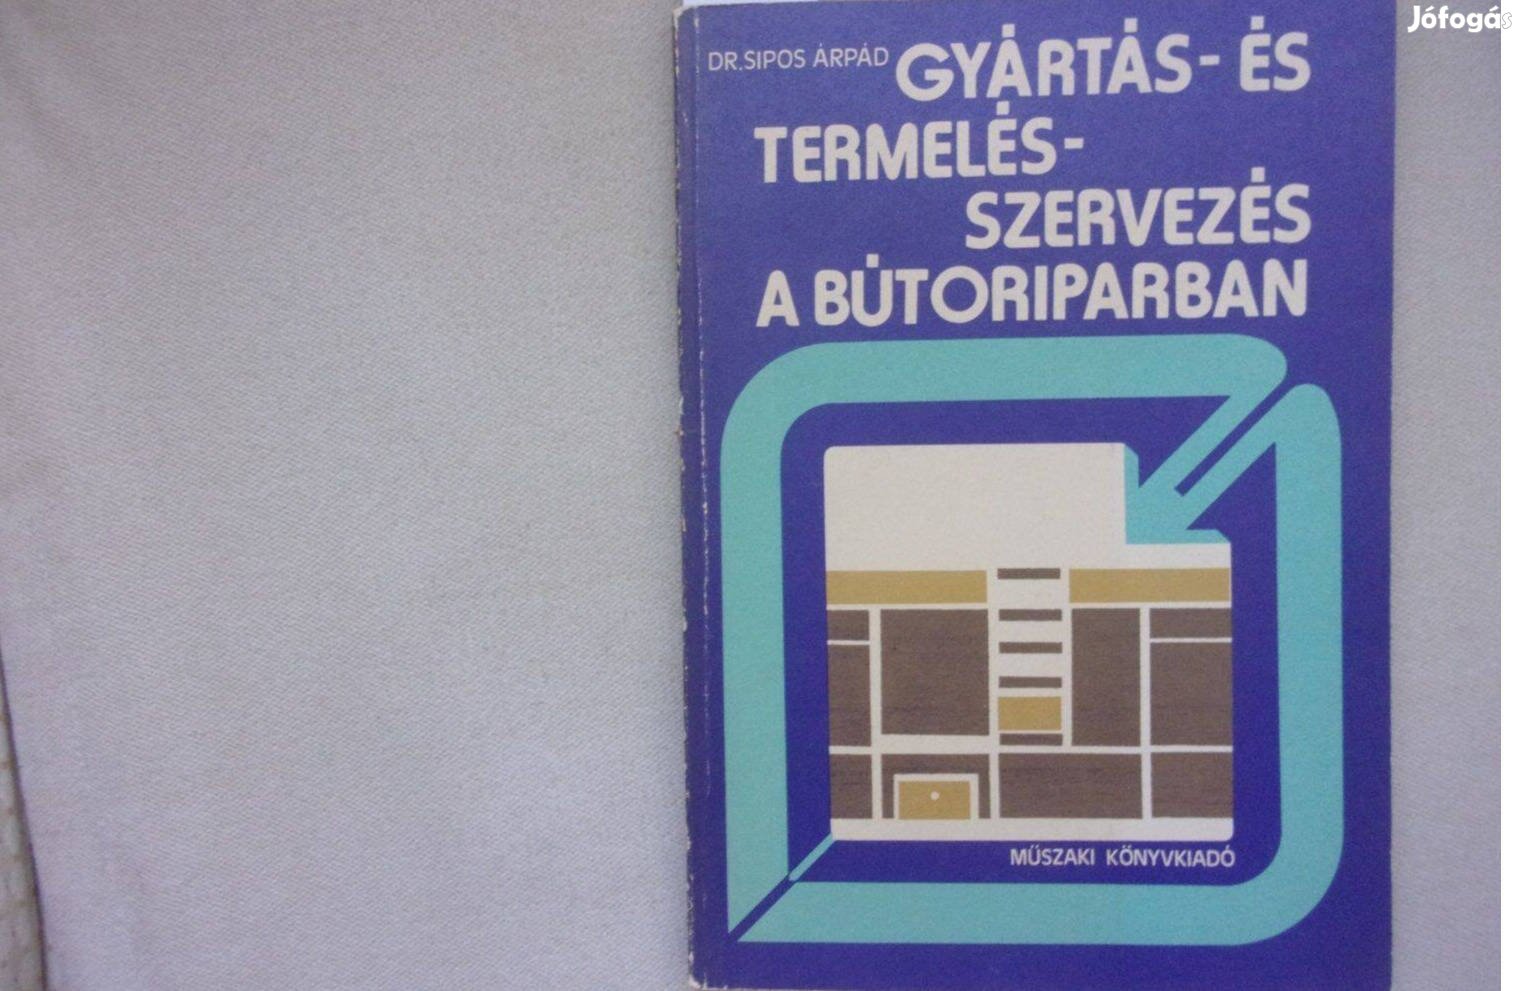 Jófogás
DR. SIPOS ÁRPÁD GYÁRTÁS- ÉS
TERMELÉS-
SZERVEZÉS
A BÚTORIPARBAN
MŰSZAKI KÖNYVKIADÓ